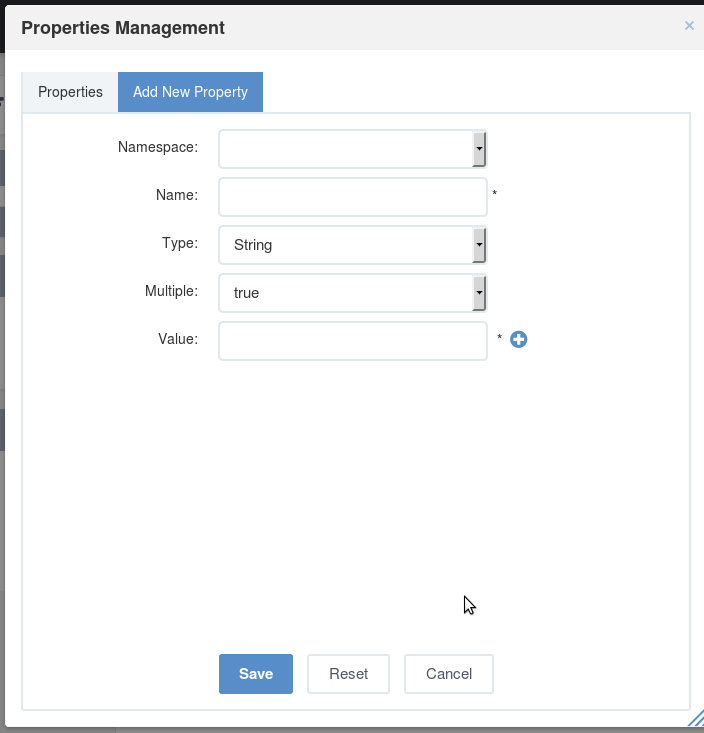 Properties Management
×
Properties Add New Property
Namespace:
Name: *
Type: String
Multiple: true
Value: *
Save Reset Cancel